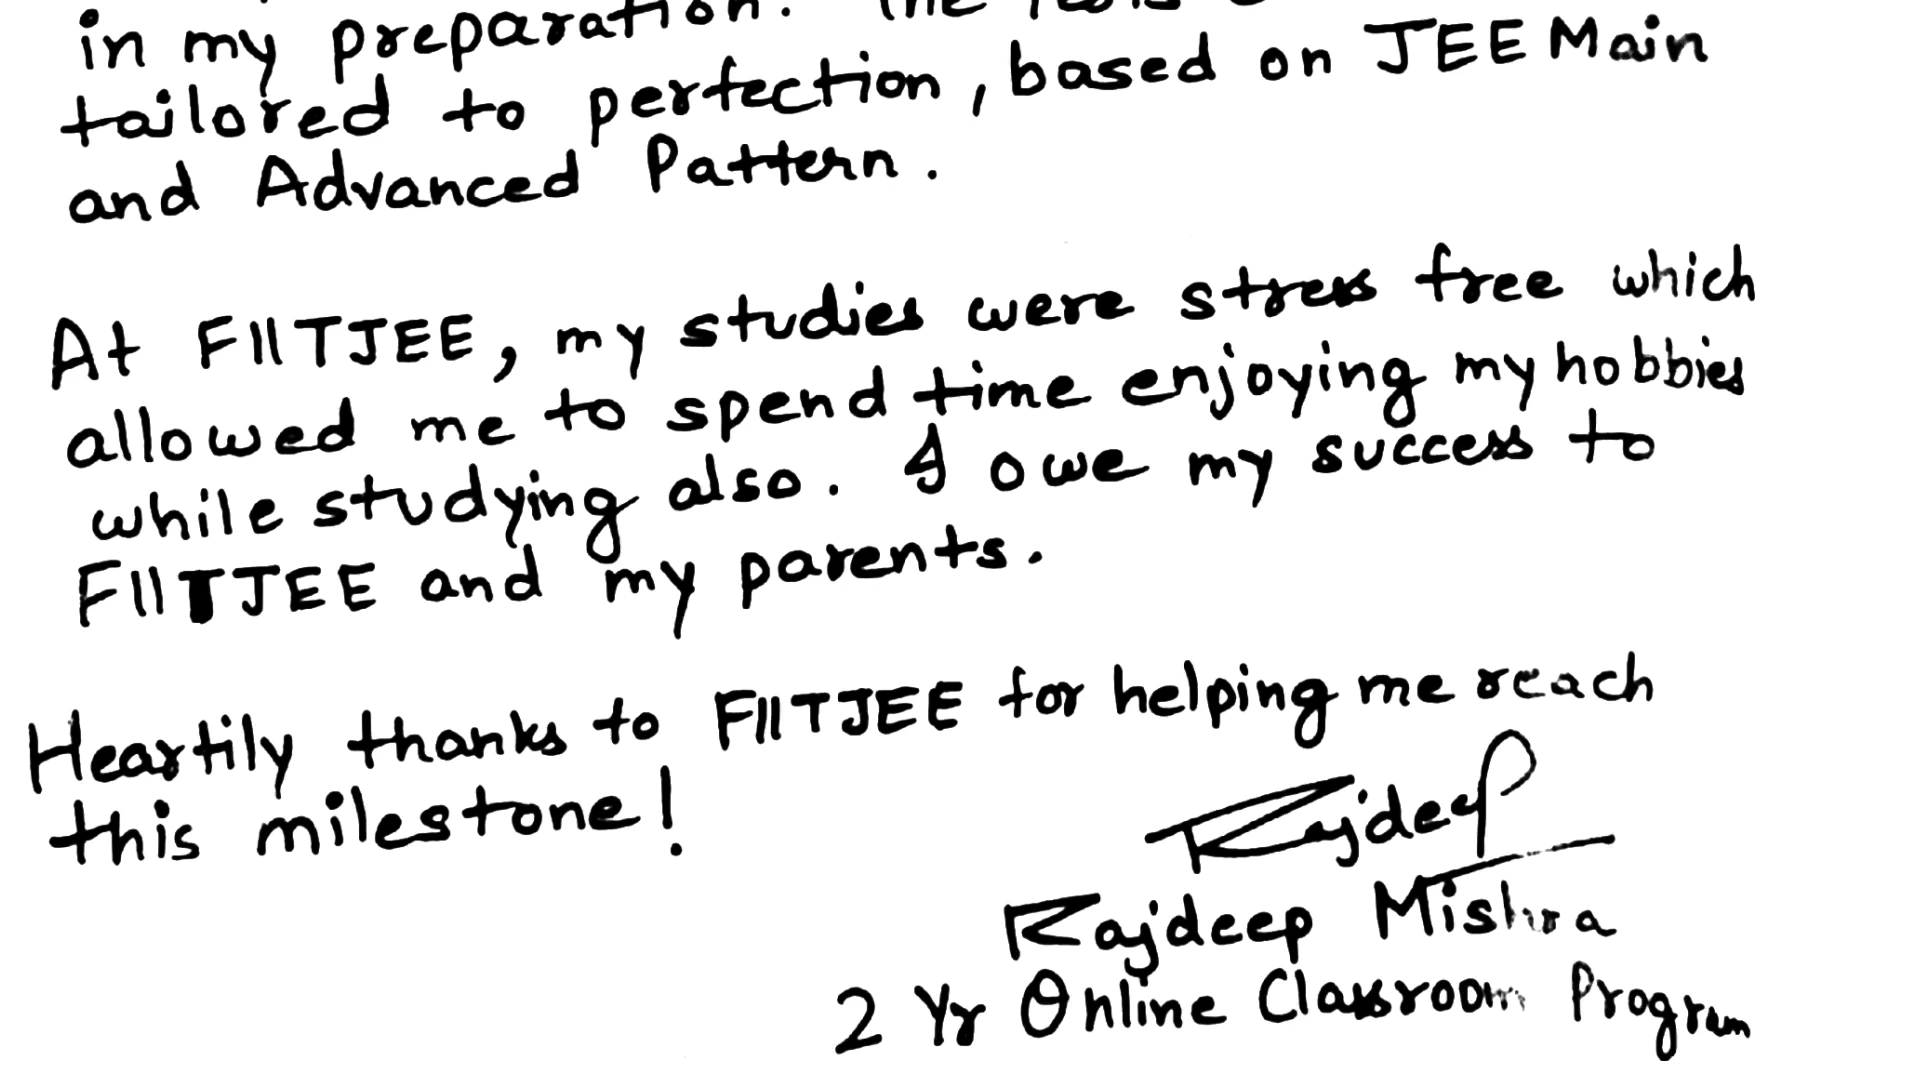 in my preparation. The tests
tailored to perfection, based on JEE Main
and Advanced Pattern.
At FIITJEE, my studies were stress free which
allowed me to spend time enjoying my hobbies
while studying also. I owe my success to
FIITJEE and my parents.
Heartily thanks to FIITJEE for helping me reach
this milestone!
Rajdeep
Rajdeep Mishra
2 Yr Online Classroom Program